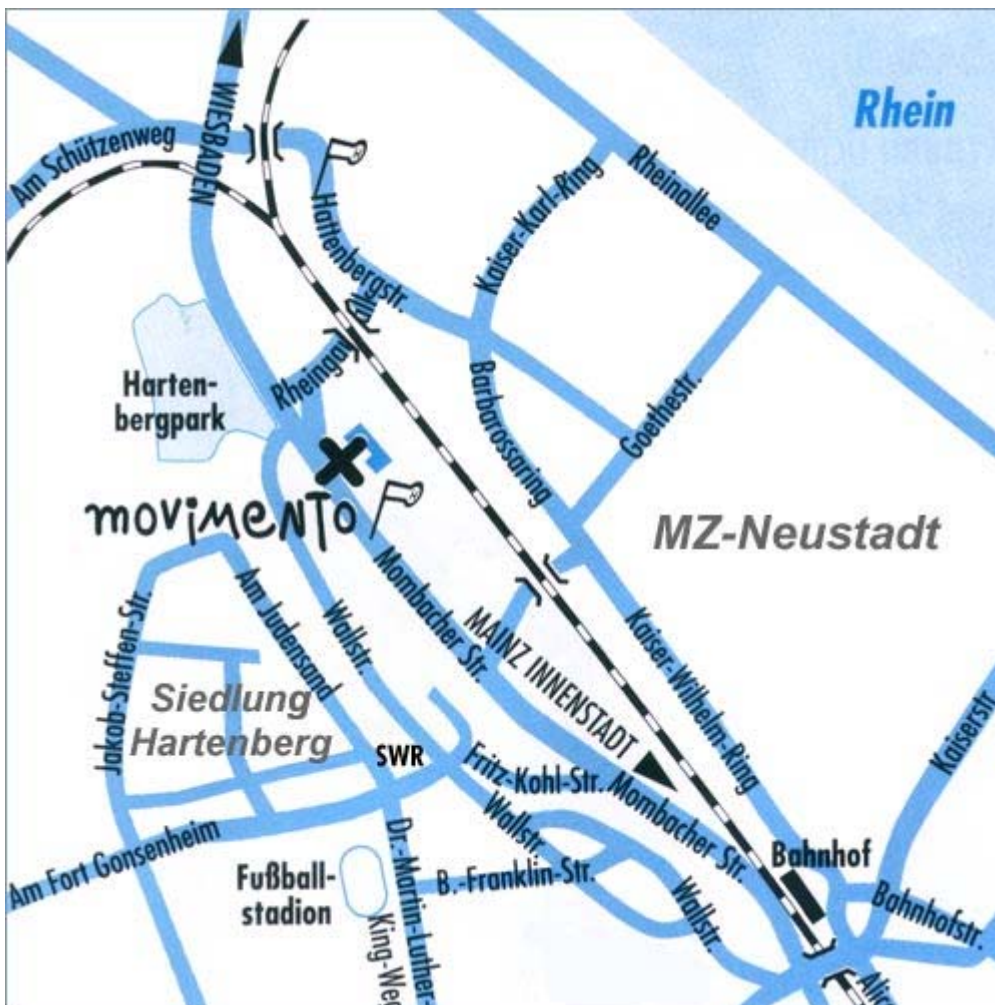 Rhein
WIESBADEN
Am Schützenweg
Hattenbergstr.
Kaiser-Karl-Ring
Rheinallee
Rheingau
Harten-
bergpark
Barbarossaring
Goethestr.
movimento
MZ-Neustadt
Am Judensand
Wallstr.
Mombacher Str.
MAINZ INNENSTADT
Kaiser-Wilhelm-Ring
Jakob-Steffen-Str.
Siedlung
Hartenberg
Kaiserstr
SWR
Fritz-Kohl-Str.
Mombacher Str.
Wallstr.
Am Fort Gonsenheim
Dr.-Martin-Luther-
King-Weg
Fußball-
stadion
B.-Franklin-Str.
Wallstr.
Bahnhof
Bahnhofstr.